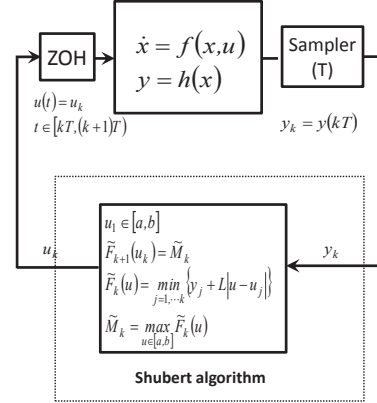 ZOH
ẋ = f(x,u)
y = h(x)
Sampler
(T)
u(t) = u_k
t ∈ [kT,(k+1)T)
y_k = y(kT)
u_k
u_1 ∈ [a,b]
F̃_{k+1}(u_k) = M̃_k
F̃_k(u) = min_{j=1,⋯k} {y_j + L|u − u_j|}
M̃_k = max_{u∈[a,b]} F̃_k(u)
y_k
Shubert algorithm